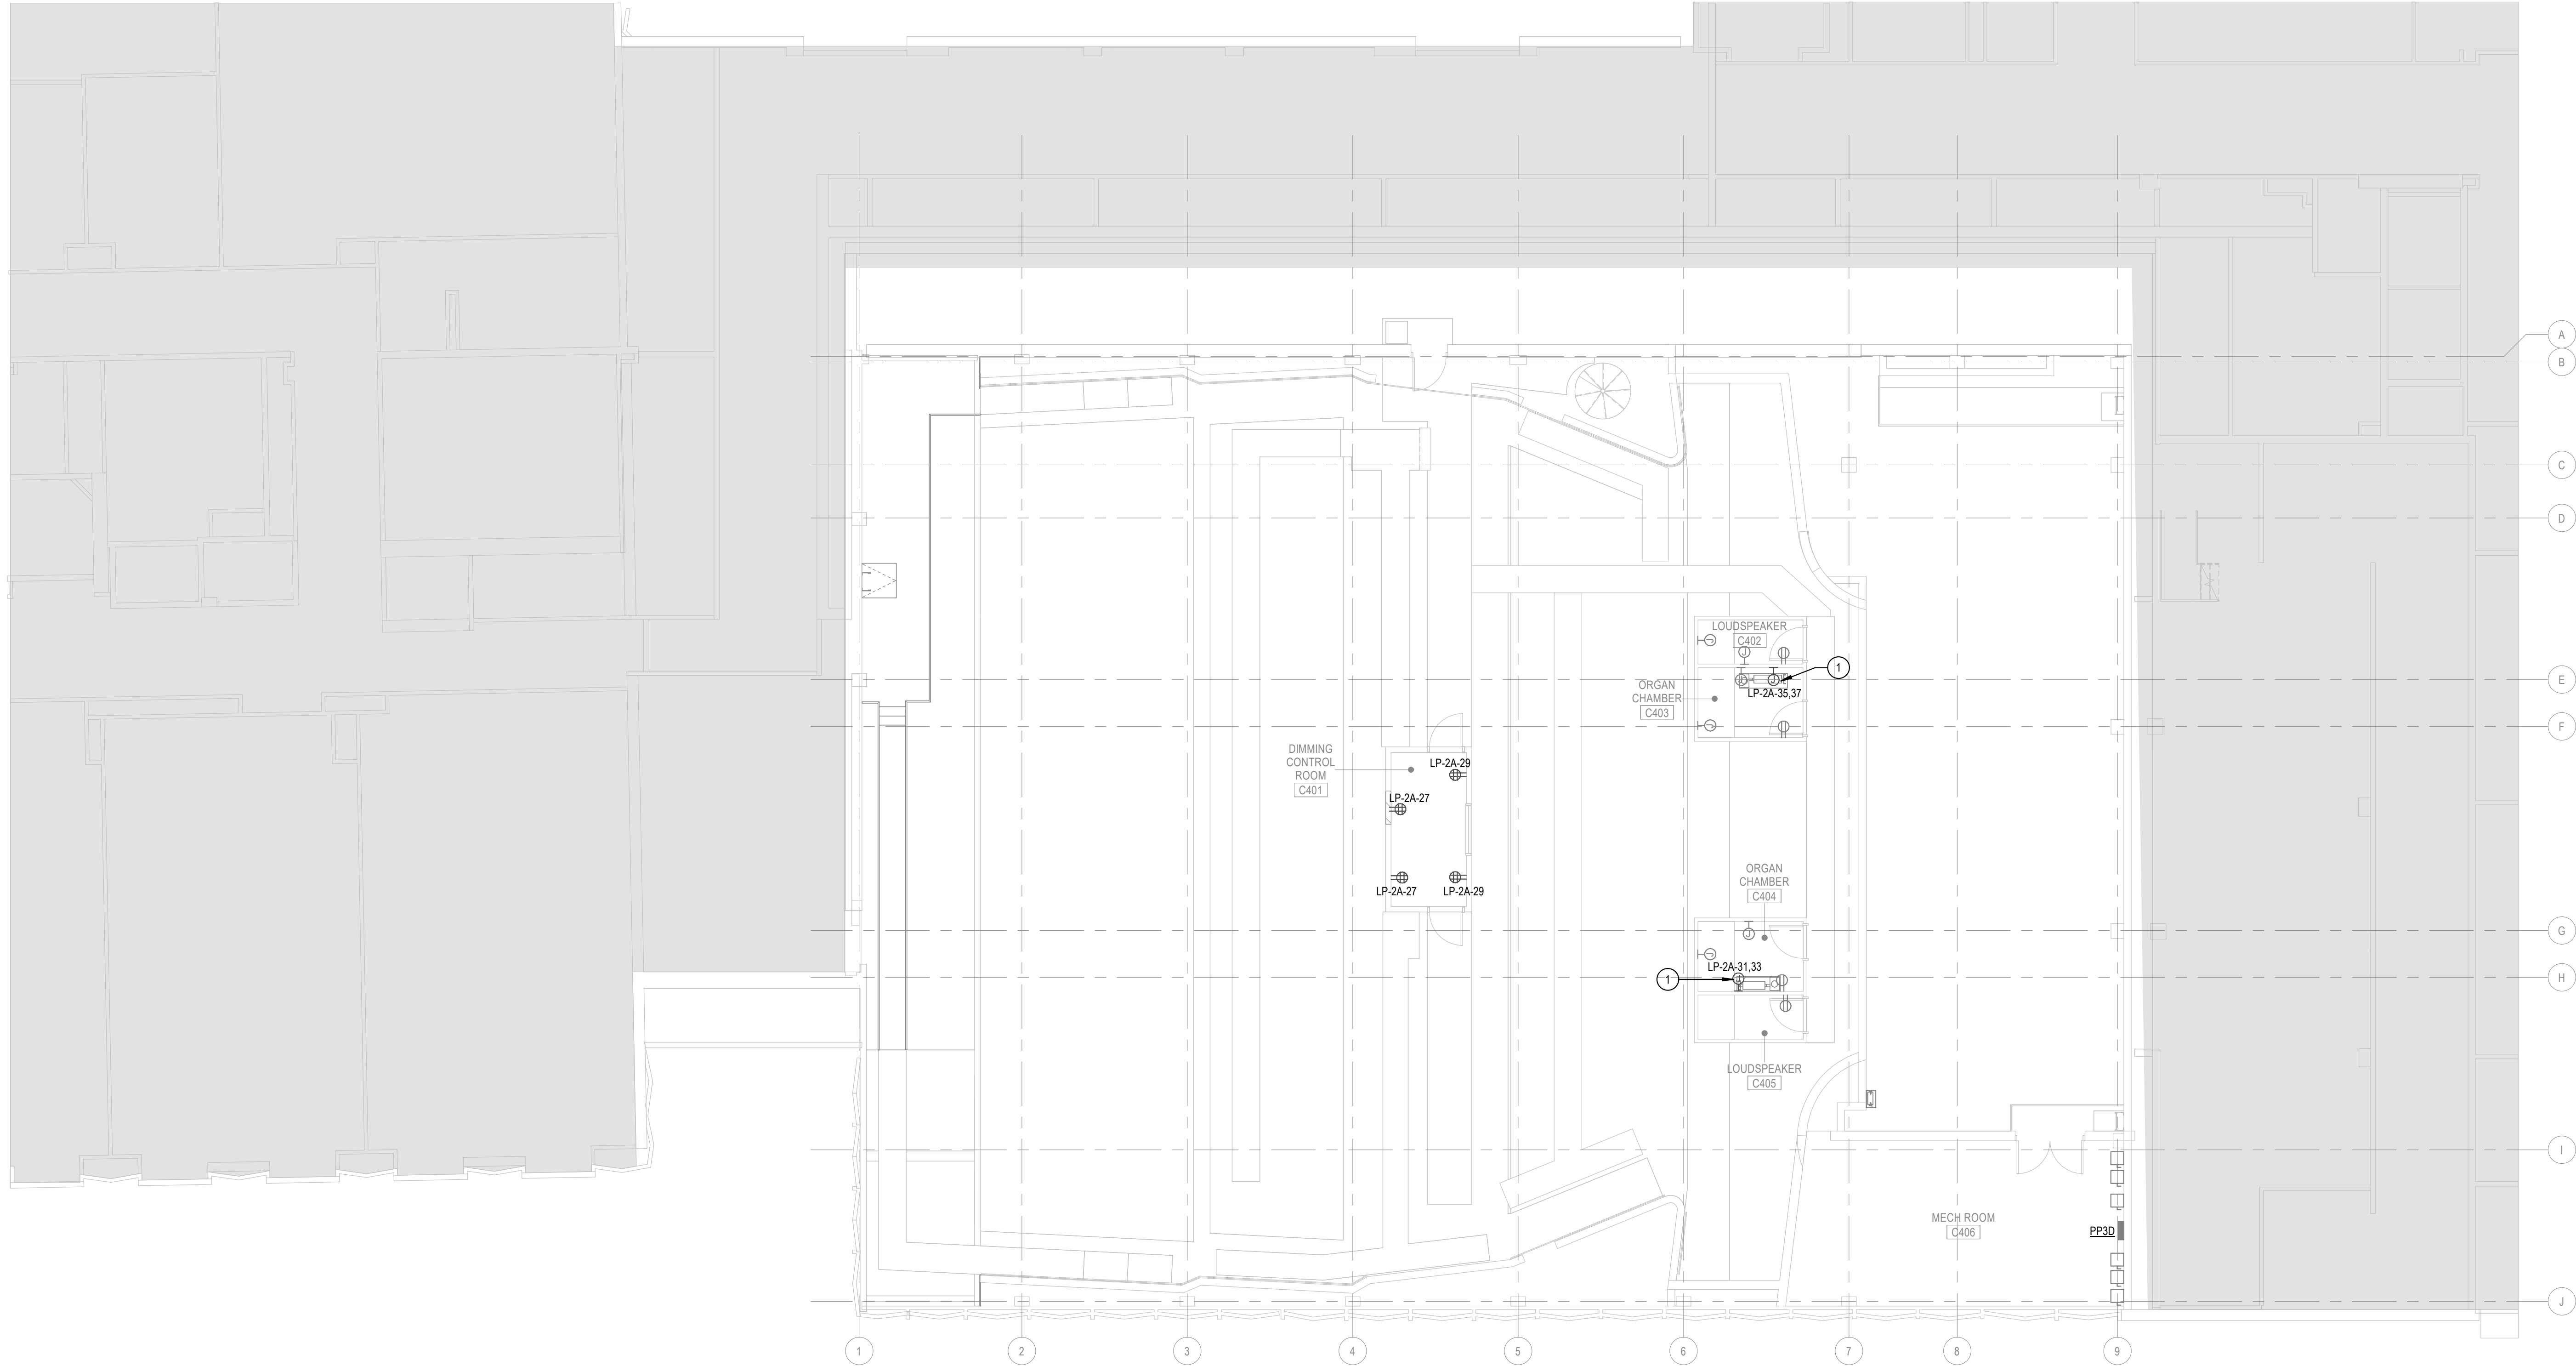 A
B
C
D
LOUDSPEAKER
C402
J
J
1
E
J
J
LP-2A-35,37
ORGAN
CHAMBER
C403
J
F
DIMMING
CONTROL
ROOM
C401
LP-2A-29
LP-2A-27
LP-2A-27
LP-2A-29
ORGAN
CHAMBER
C404
J
G
J
LP-2A-31,33
1
J
H
LOUDSPEAKER
C405
I
MECH ROOM
C406
PP3D
J
1
2
3
4
5
6
7
8
9